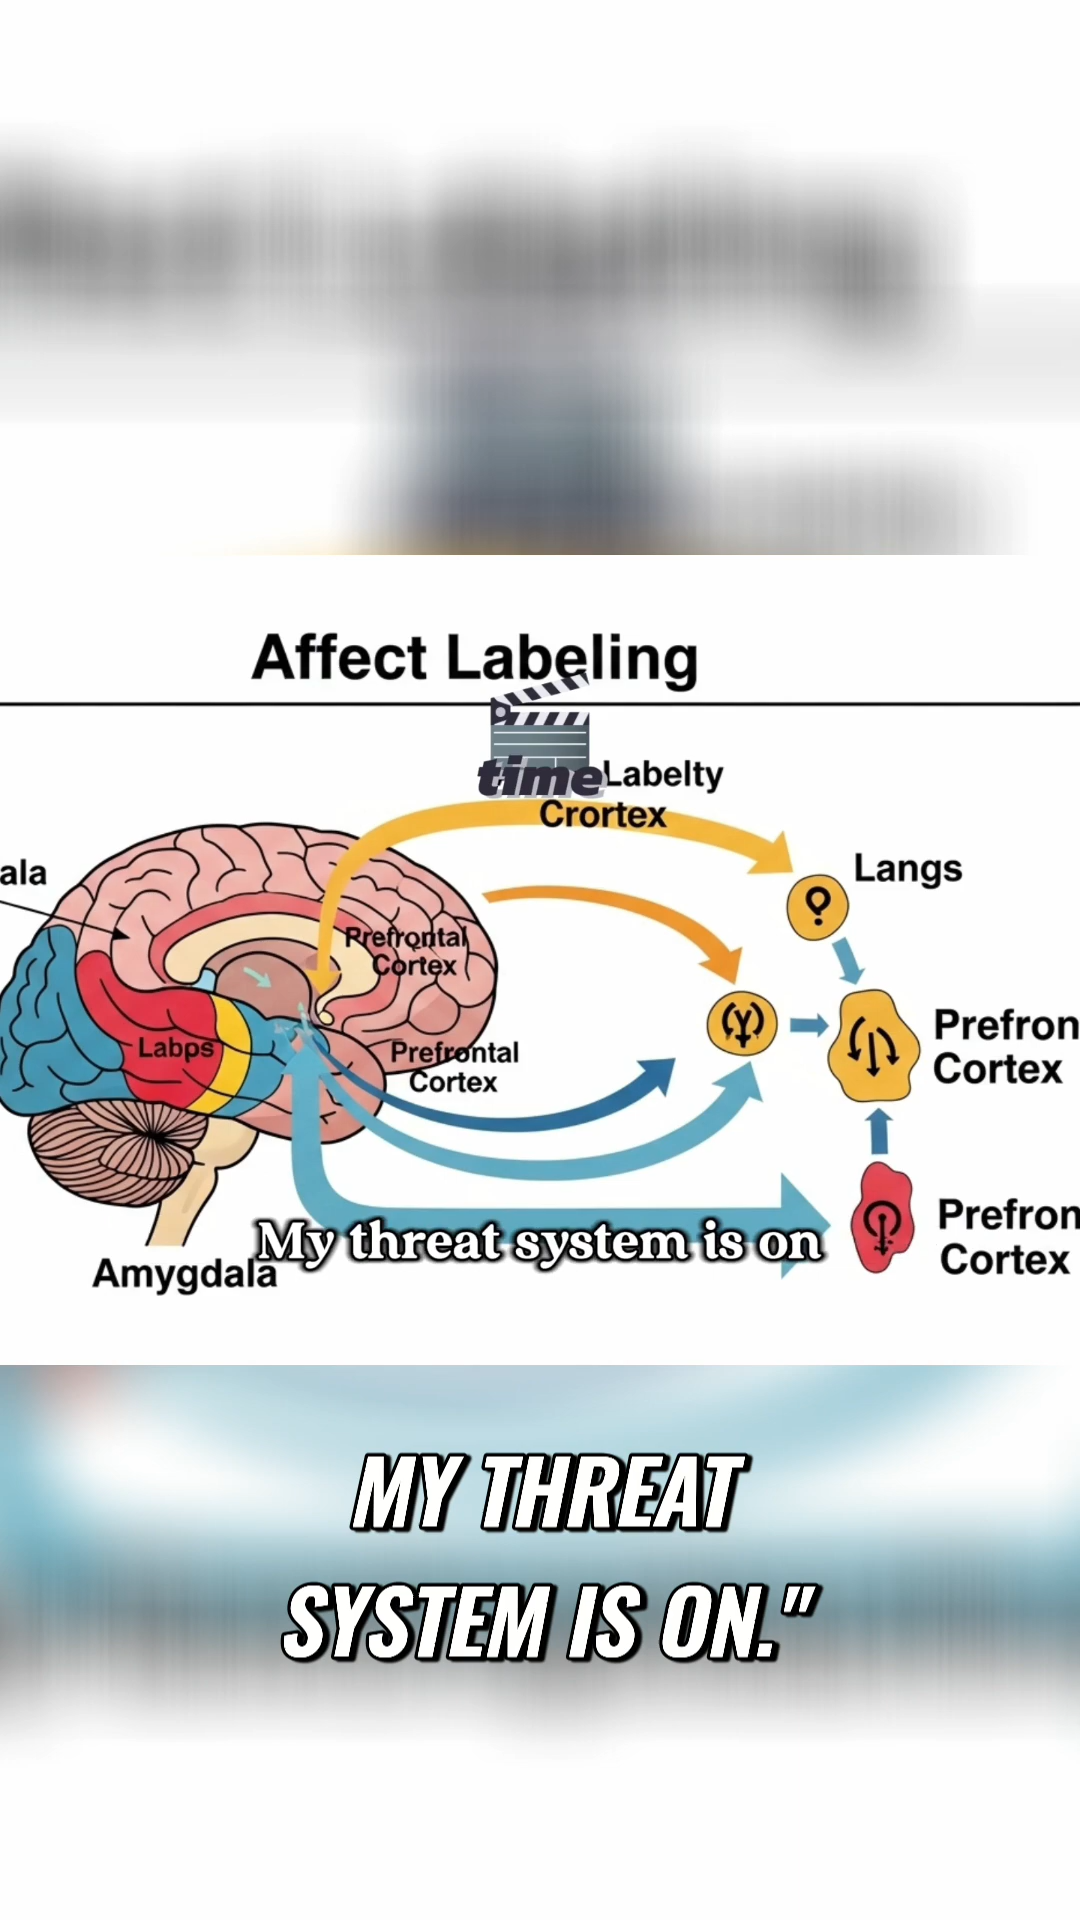 Affect Labeling
time
Labelty
Crortex
Langs
ala
Prefrontal
Cortex
Prefron
Cortex
Labps
Prefrontal
Cortex
Prefron
Cortex
My threat system is on
Amygdala
MY THREAT
SYSTEM IS ON."